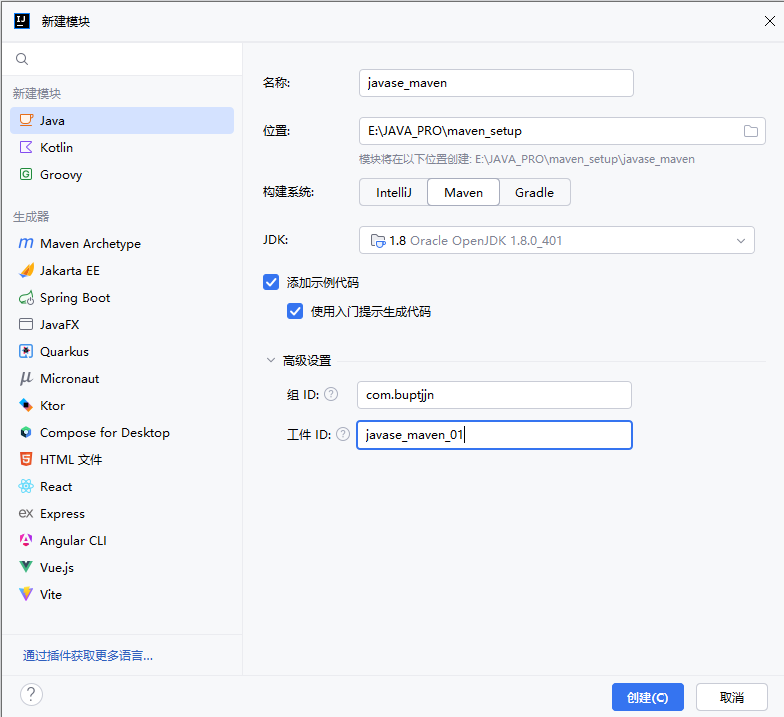 新建模块
新建模块
Java
Kotlin
Groovy
生成器
Maven Archetype
Jakarta EE
Spring Boot
JavaFX
Quarkus
Micronaut
Ktor
Compose for Desktop
HTML 文件
React
Express
Angular CLI
Vue.js
Vite
通过插件获取更多语言...
名称: javase_maven
位置: E:\JAVA_PRO\maven_setup
模块将在以下位置创建: E:\JAVA_PRO\maven_setup\javase_maven
构建系统: IntelliJ Maven Gradle
JDK: 1.8 Oracle OpenJDK 1.8.0_401
添加示例代码
使用入门提示生成代码
高级设置
组 ID: ? com.buptjjn
工件 ID: ? javase_maven_01
? 创建(C) 取消